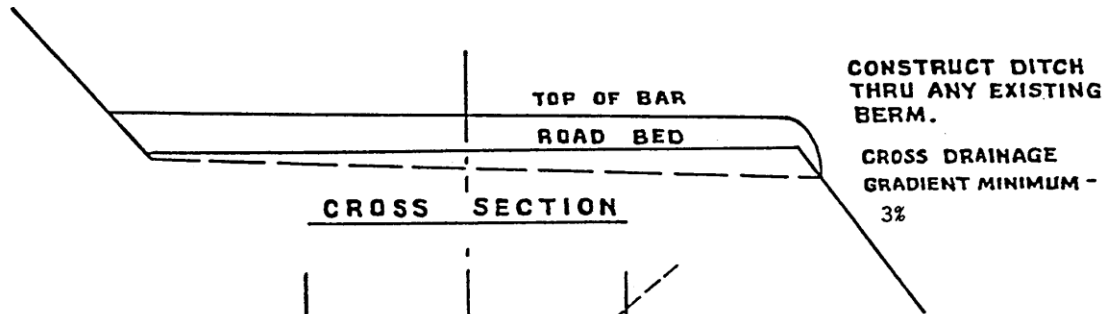 TOP OF BAR
ROAD BED
CROSS SECTION
CONSTRUCT DITCH
THRU ANY EXISTING
BERM.
CROSS DRAINAGE
GRADIENT MINIMUM -
3%